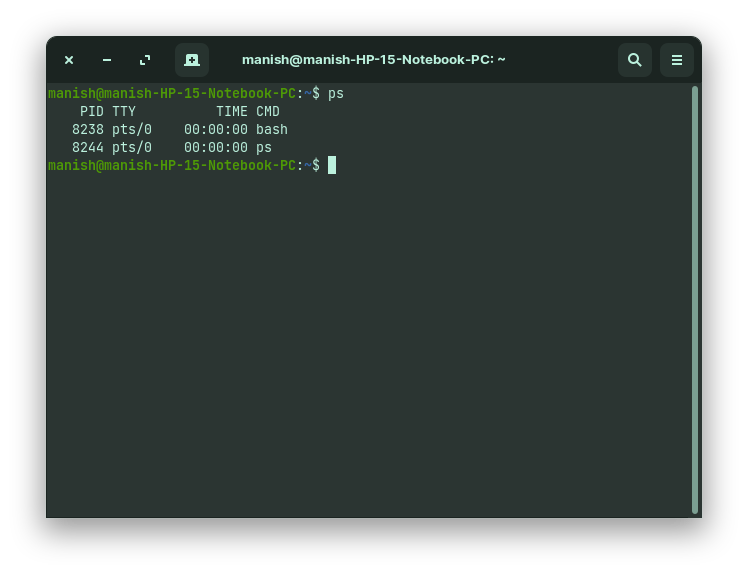 manish@manish-HP-15-Notebook-PC: ~
manish@manish-HP-15-Notebook-PC:~$ ps
    PID TTY          TIME CMD
   8238 pts/0    00:00:00 bash
   8244 pts/0    00:00:00 ps
manish@manish-HP-15-Notebook-PC:~$